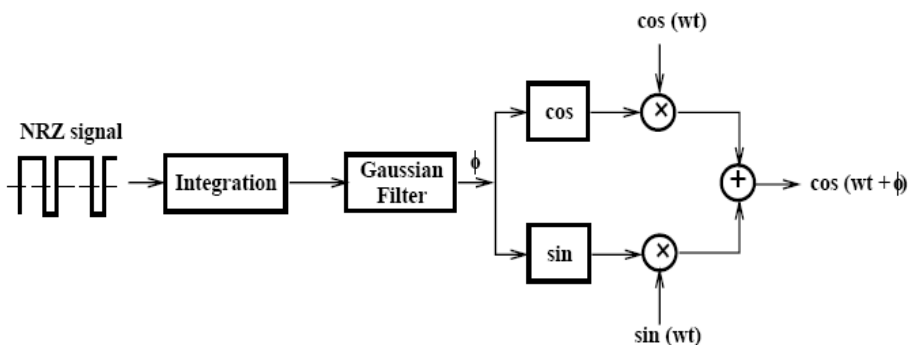 cos (wt)
NRZ signal
Integration
Gaussian
Filter
ϕ
cos
×
+
cos (wt + ϕ)
sin
×
sin (wt)